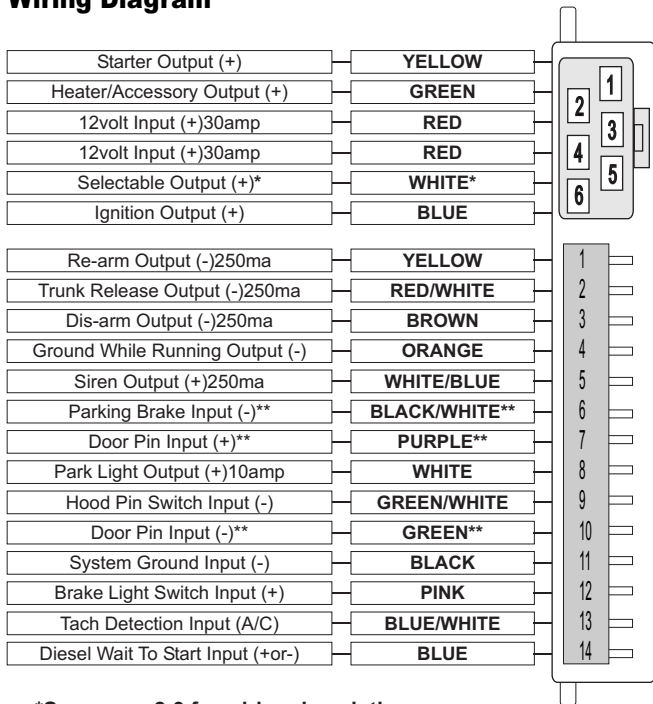 Wiring Diagram
Starter Output (+) YELLOW
Heater/Accessory Output (+) GREEN
12volt Input (+)30amp RED
12volt Input (+)30amp RED
Selectable Output (+)* WHITE*
Ignition Output (+) BLUE
1
2
3
4
5
6
Re-arm Output (-)250ma YELLOW 1
Trunk Release Output (-)250ma RED/WHITE 2
Dis-arm Output (-)250ma BROWN 3
Ground While Running Output (-) ORANGE 4
Siren Output (+)250ma WHITE/BLUE 5
Parking Brake Input (-)** BLACK/WHITE** 6
Door Pin Input (+)** PURPLE** 7
Park Light Output (+)10amp WHITE 8
Hood Pin Switch Input (-) GREEN/WHITE 9
Door Pin Input (-)** GREEN** 10
System Ground Input (-) BLACK 11
Brake Light Switch Input (+) PINK 12
Tach Detection Input (A/C) BLUE/WHITE 13
Diesel Wait To Start Input (+or-) BLUE 14